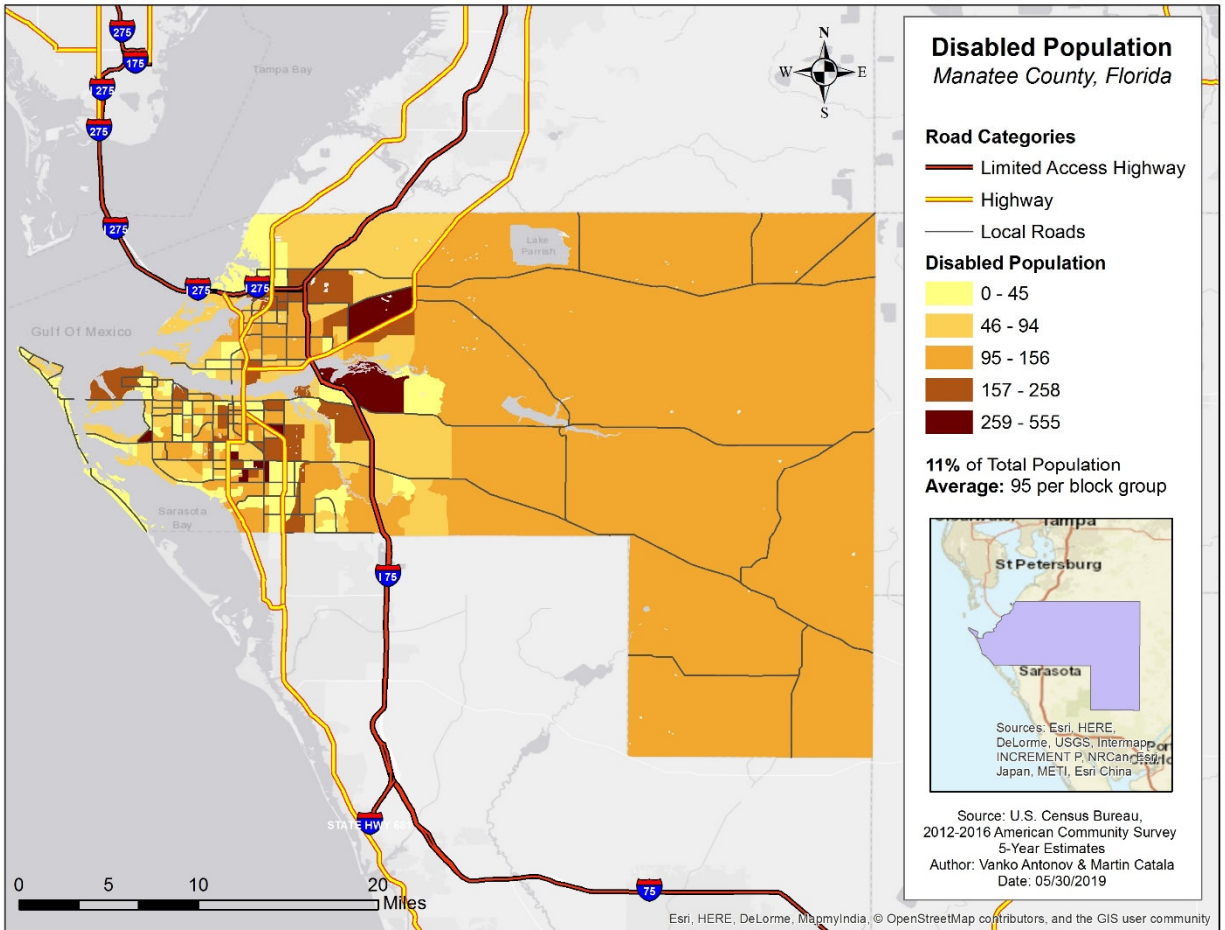 275
175
I 275
275
Tampa Bay
N
W E
S
275
I 275
I 275
Lake
Parrish
Gulf Of Mexico
Sarasota
Bay
I 75
STATE HWY 68
75
0 5 10 20
Miles
Esri, HERE, DeLorme, MapmyIndia, © OpenStreetMap contributors, and the GIS user community
Disabled Population
Manatee County, Florida
Road Categories
Limited Access Highway
Highway
Local Roads
Disabled Population
0 - 45
46 - 94
95 - 156
157 - 258
259 - 555
11% of Total Population
Average: 95 per block group
Tampa
St Petersburg
Sarasota
Sources: Esri, HERE,
DeLorme, USGS, Intermap,
INCREMENT P, NRCan, Esri
Japan, METI, Esri China
Source: U.S. Census Bureau,
2012-2016 American Community Survey
5-Year Estimates
Author: Vanko Antonov & Martin Catala
Date: 05/30/2019